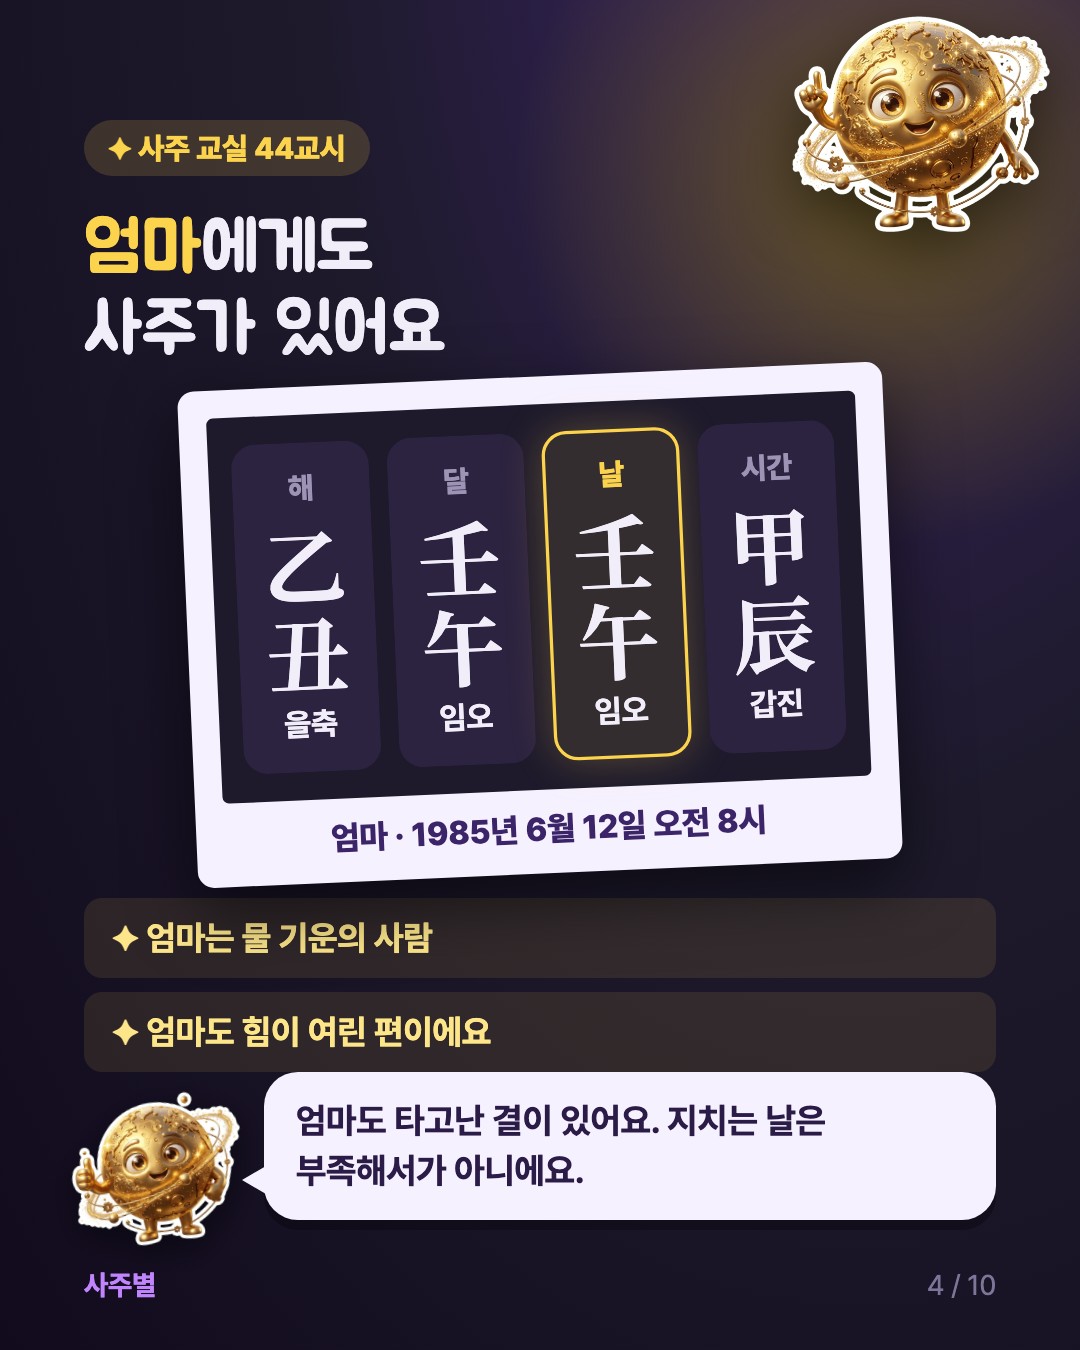 ✦ 사주 교실 44교시
엄마에게도
사주가 있어요
해 달 날 시간
乙 壬 壬 甲
丑 午 午 辰
을축 임오 임오 갑진
엄마 · 1985년 6월 12일 오전 8시
✦ 엄마는 물 기운의 사람
✦ 엄마도 힘이 여린 편이에요
엄마도 타고난 결이 있어요. 지치는 날은
부족해서가 아니에요.
사주별
4 / 10